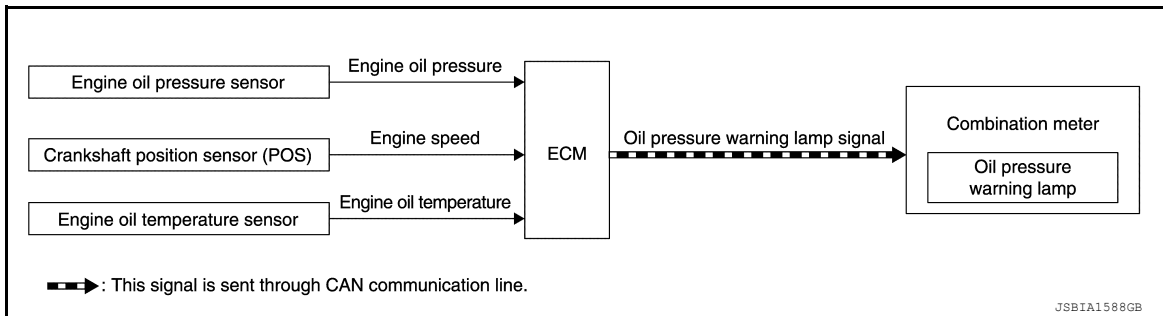 Engine oil pressure sensor
Engine oil pressure
Crankshaft position sensor (POS)
Engine speed
Engine oil temperature sensor
Engine oil temperature
ECM
Oil pressure warning lamp signal
Combination meter
Oil pressure
warning lamp
: This signal is sent through CAN communication line.
JSBIA1588GB